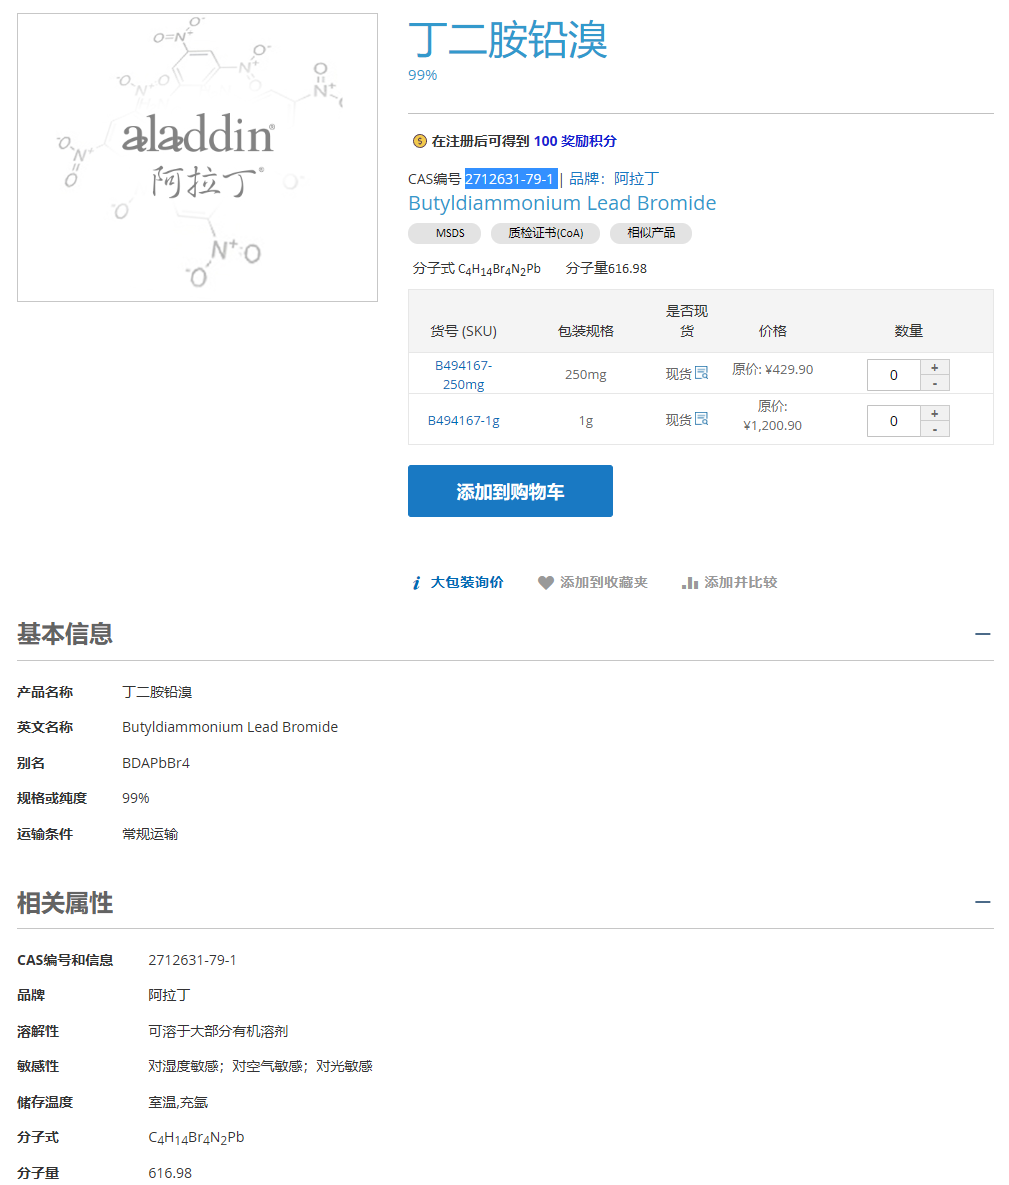 aladdin®
阿拉丁®
丁二胺铅溴
99%
在注册后可得到 100 奖励积分
CAS编号 2712631-79-1 | 品牌：阿拉丁
Butyldiammonium Lead Bromide
MSDS 质检证书(CoA) 相似产品
分子式 C4H14Br4N2Pb 分子量616.98
货号 (SKU) 包装规格 是否现货 价格 数量
B494167-250mg 250mg 现货 原价: ¥429.90 0 + -
B494167-1g 1g 现货 原价: ¥1,200.90 0 + -
添加到购物车
大包装询价 添加到收藏夹 添加并比较
基本信息
产品名称 丁二胺铅溴
英文名称 Butyldiammonium Lead Bromide
别名 BDAPbBr4
规格或纯度 99%
运输条件 常规运输
相关属性
CAS编号和信息 2712631-79-1
品牌 阿拉丁
溶解性 可溶于大部分有机溶剂
敏感性 对湿度敏感；对空气敏感；对光敏感
储存温度 室温,充氩
分子式 C4H14Br4N2Pb
分子量 616.98